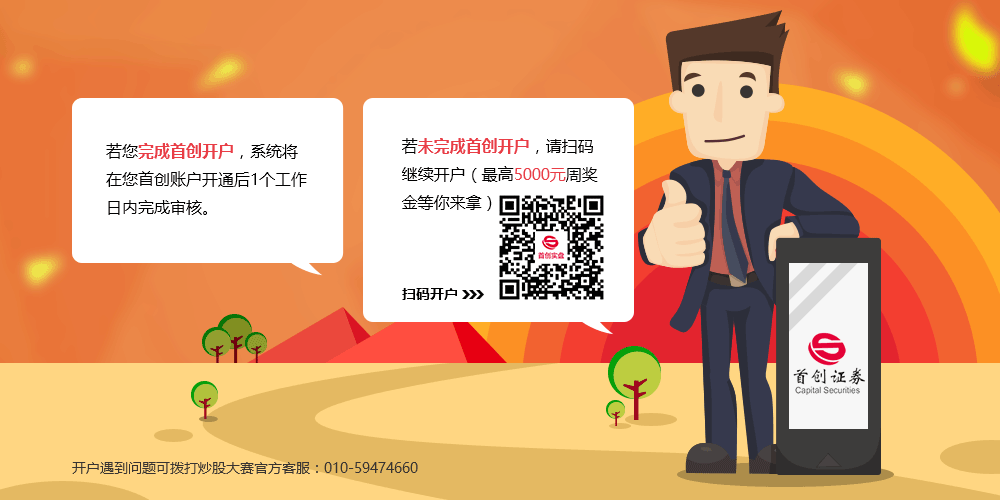 若您完成首创开户，系统将
在您首创账户开通后1个工作
日内完成审核。
若未完成首创开户，请扫码
继续开户（最高5000元周奖
金等你来拿）
首创实盘
扫码开户
首创证券
Capital Securities
开户遇到问题可拨打炒股大赛官方客服：010-59474660